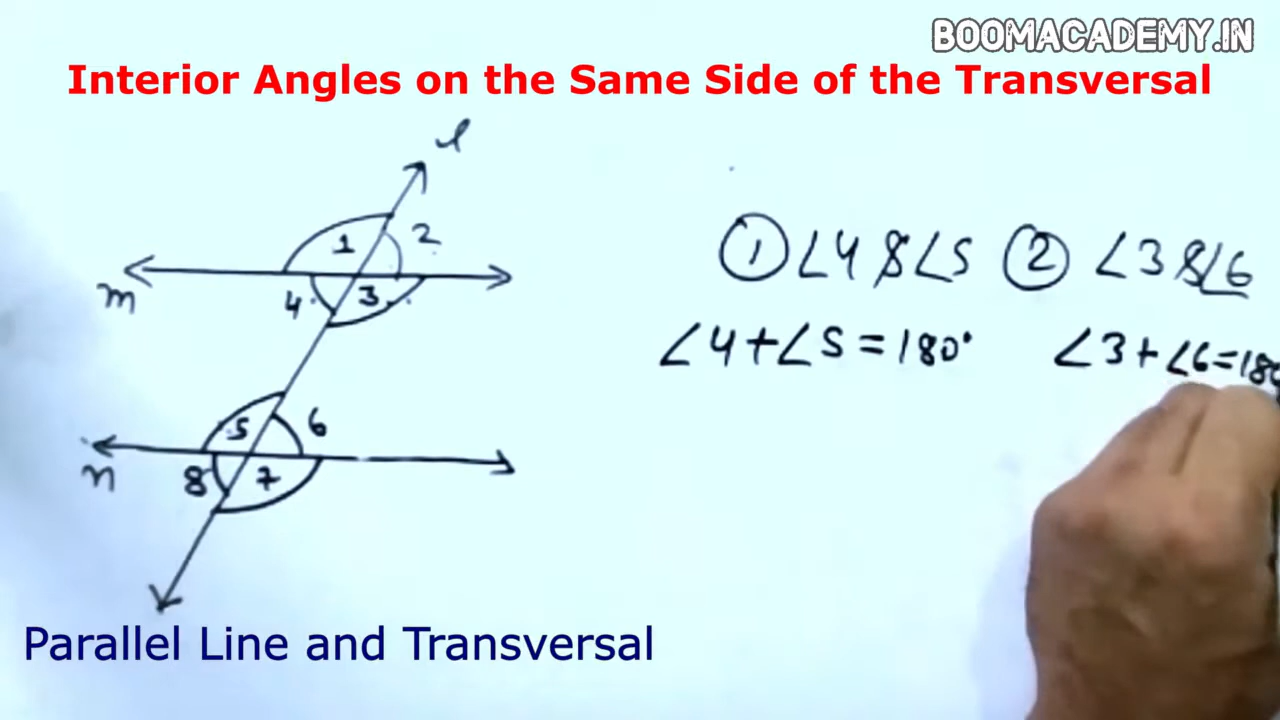 BOOMACADEMY.IN
Interior Angles on the Same Side of the Transversal
l
1 2
m 4 3
① ∠4 & ∠5 ② ∠3 & ∠6
∠4+∠5=180° ∠3+∠6=180
5 6
n 8 7
Parallel Line and Transversal